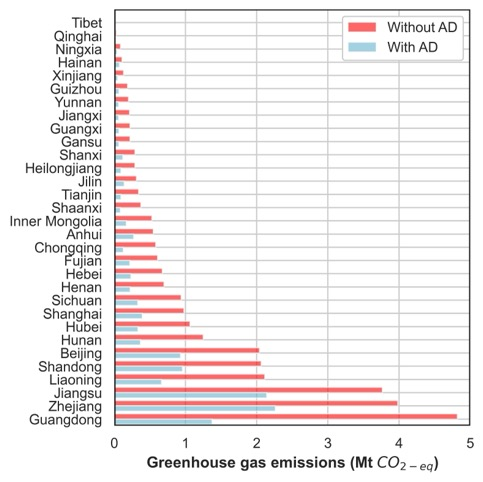 Tibet
Qinghai
Ningxia
Hainan
Xinjiang
Guizhou
Yunnan
Jiangxi
Guangxi
Gansu
Shanxi
Heilongjiang
Jilin
Tianjin
Shaanxi
Inner Mongolia
Anhui
Chongqing
Fujian
Hebei
Henan
Sichuan
Shanghai
Hubei
Hunan
Beijing
Shandong
Liaoning
Jiangsu
Zhejiang
Guangdong
Without AD
With AD
0 1 2 3 4 5
Greenhouse gas emissions (Mt CO2−eq)